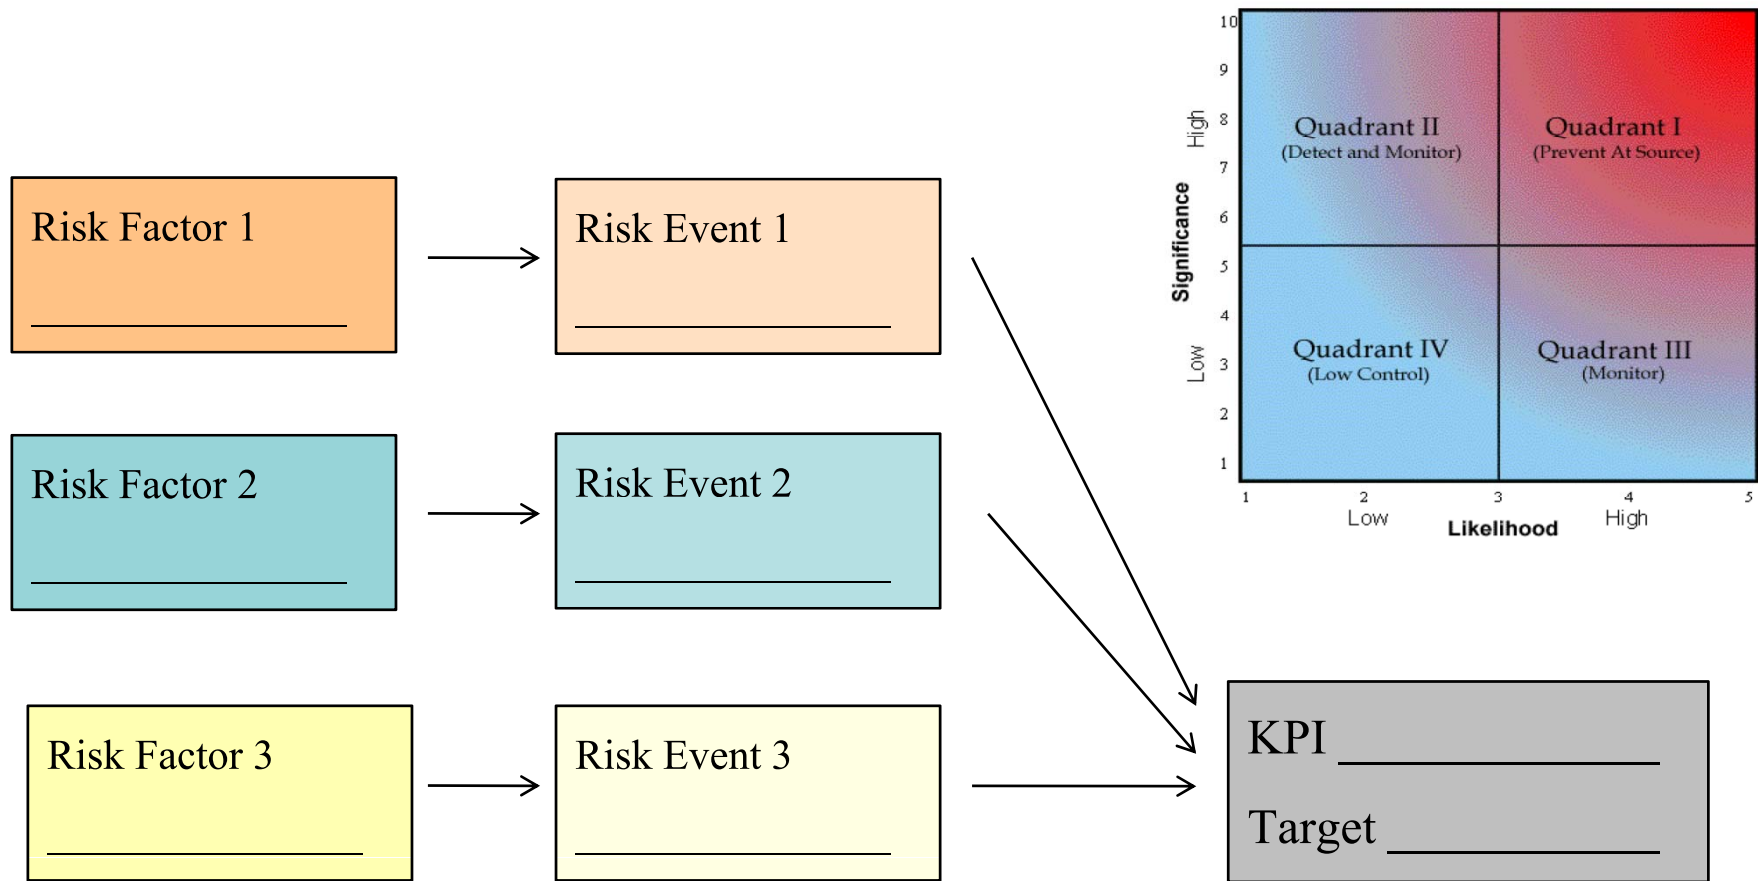 Risk Factor 1
Risk Event 1
Risk Factor 2
Risk Event 2
Risk Factor 3
Risk Event 3
KPI
Target
10
9
8
7
6
5
4
3
2
1
High
Significance
Low
Quadrant II
(Detect and Monitor)
Quadrant I
(Prevent At Source)
Quadrant IV
(Low Control)
Quadrant III
(Monitor)
1 2 3 4 5
Low Likelihood High